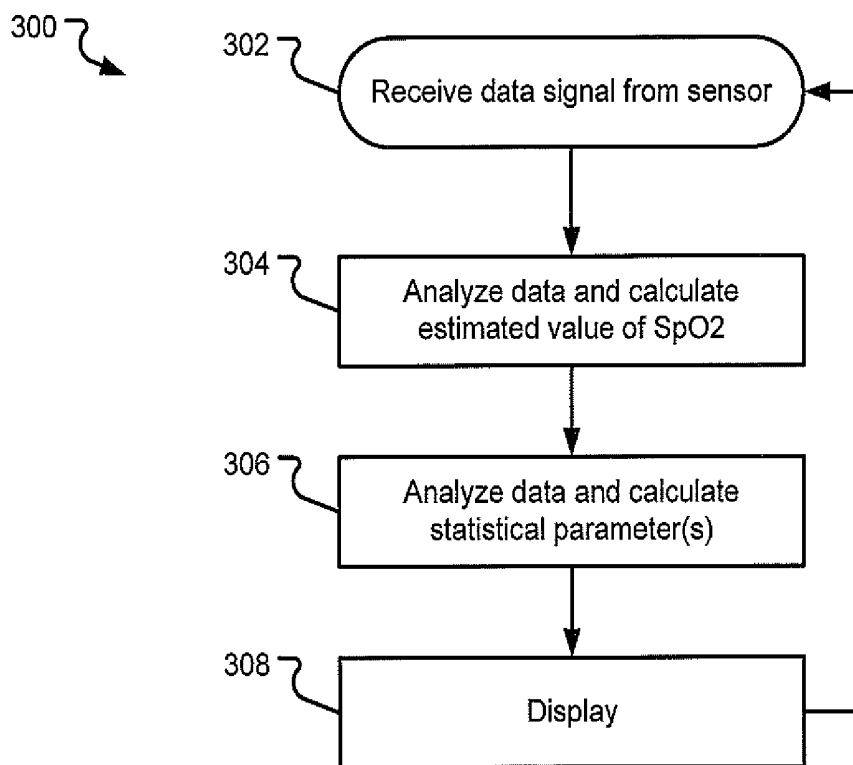 300
302
Receive data signal from sensor
304
Analyze data and calculate
estimated value of SpO2
306
Analyze data and calculate
statistical parameter(s)
308
Display